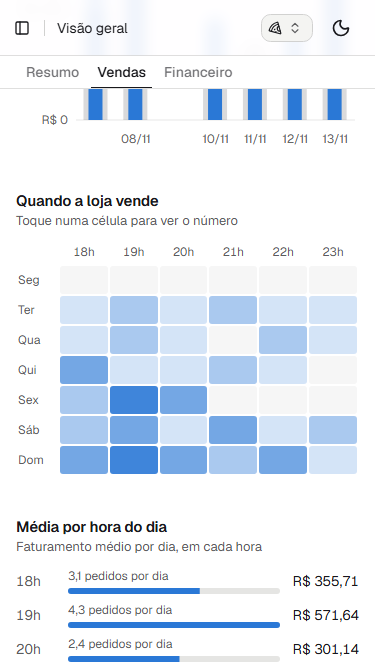 Visão geral
Resumo Vendas Financeiro
R$ 0
08/11 10/11 11/11 12/11 13/11
Quando a loja vende
Toque numa célula para ver o número
18h 19h 20h 21h 22h 23h
Seg
Ter
Qua
Qui
Sex
Sáb
Dom
Média por hora do dia
Faturamento médio por dia, em cada hora
18h 3,1 pedidos por dia R$ 355,71
19h 4,3 pedidos por dia R$ 571,64
20h 2,4 pedidos por dia R$ 301,14